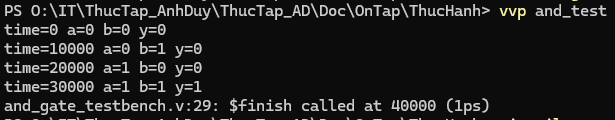 PS O:\IT\ThucTap_AnhDuy\ThucTap_AD\Doc\OnTap\ThucHanh> vvp and_test
time=0 a=0 b=0 y=0
time=10000 a=0 b=1 y=0
time=20000 a=1 b=0 y=0
time=30000 a=1 b=1 y=1
and_gate_testbench.v:29: $finish called at 40000 (1ps)